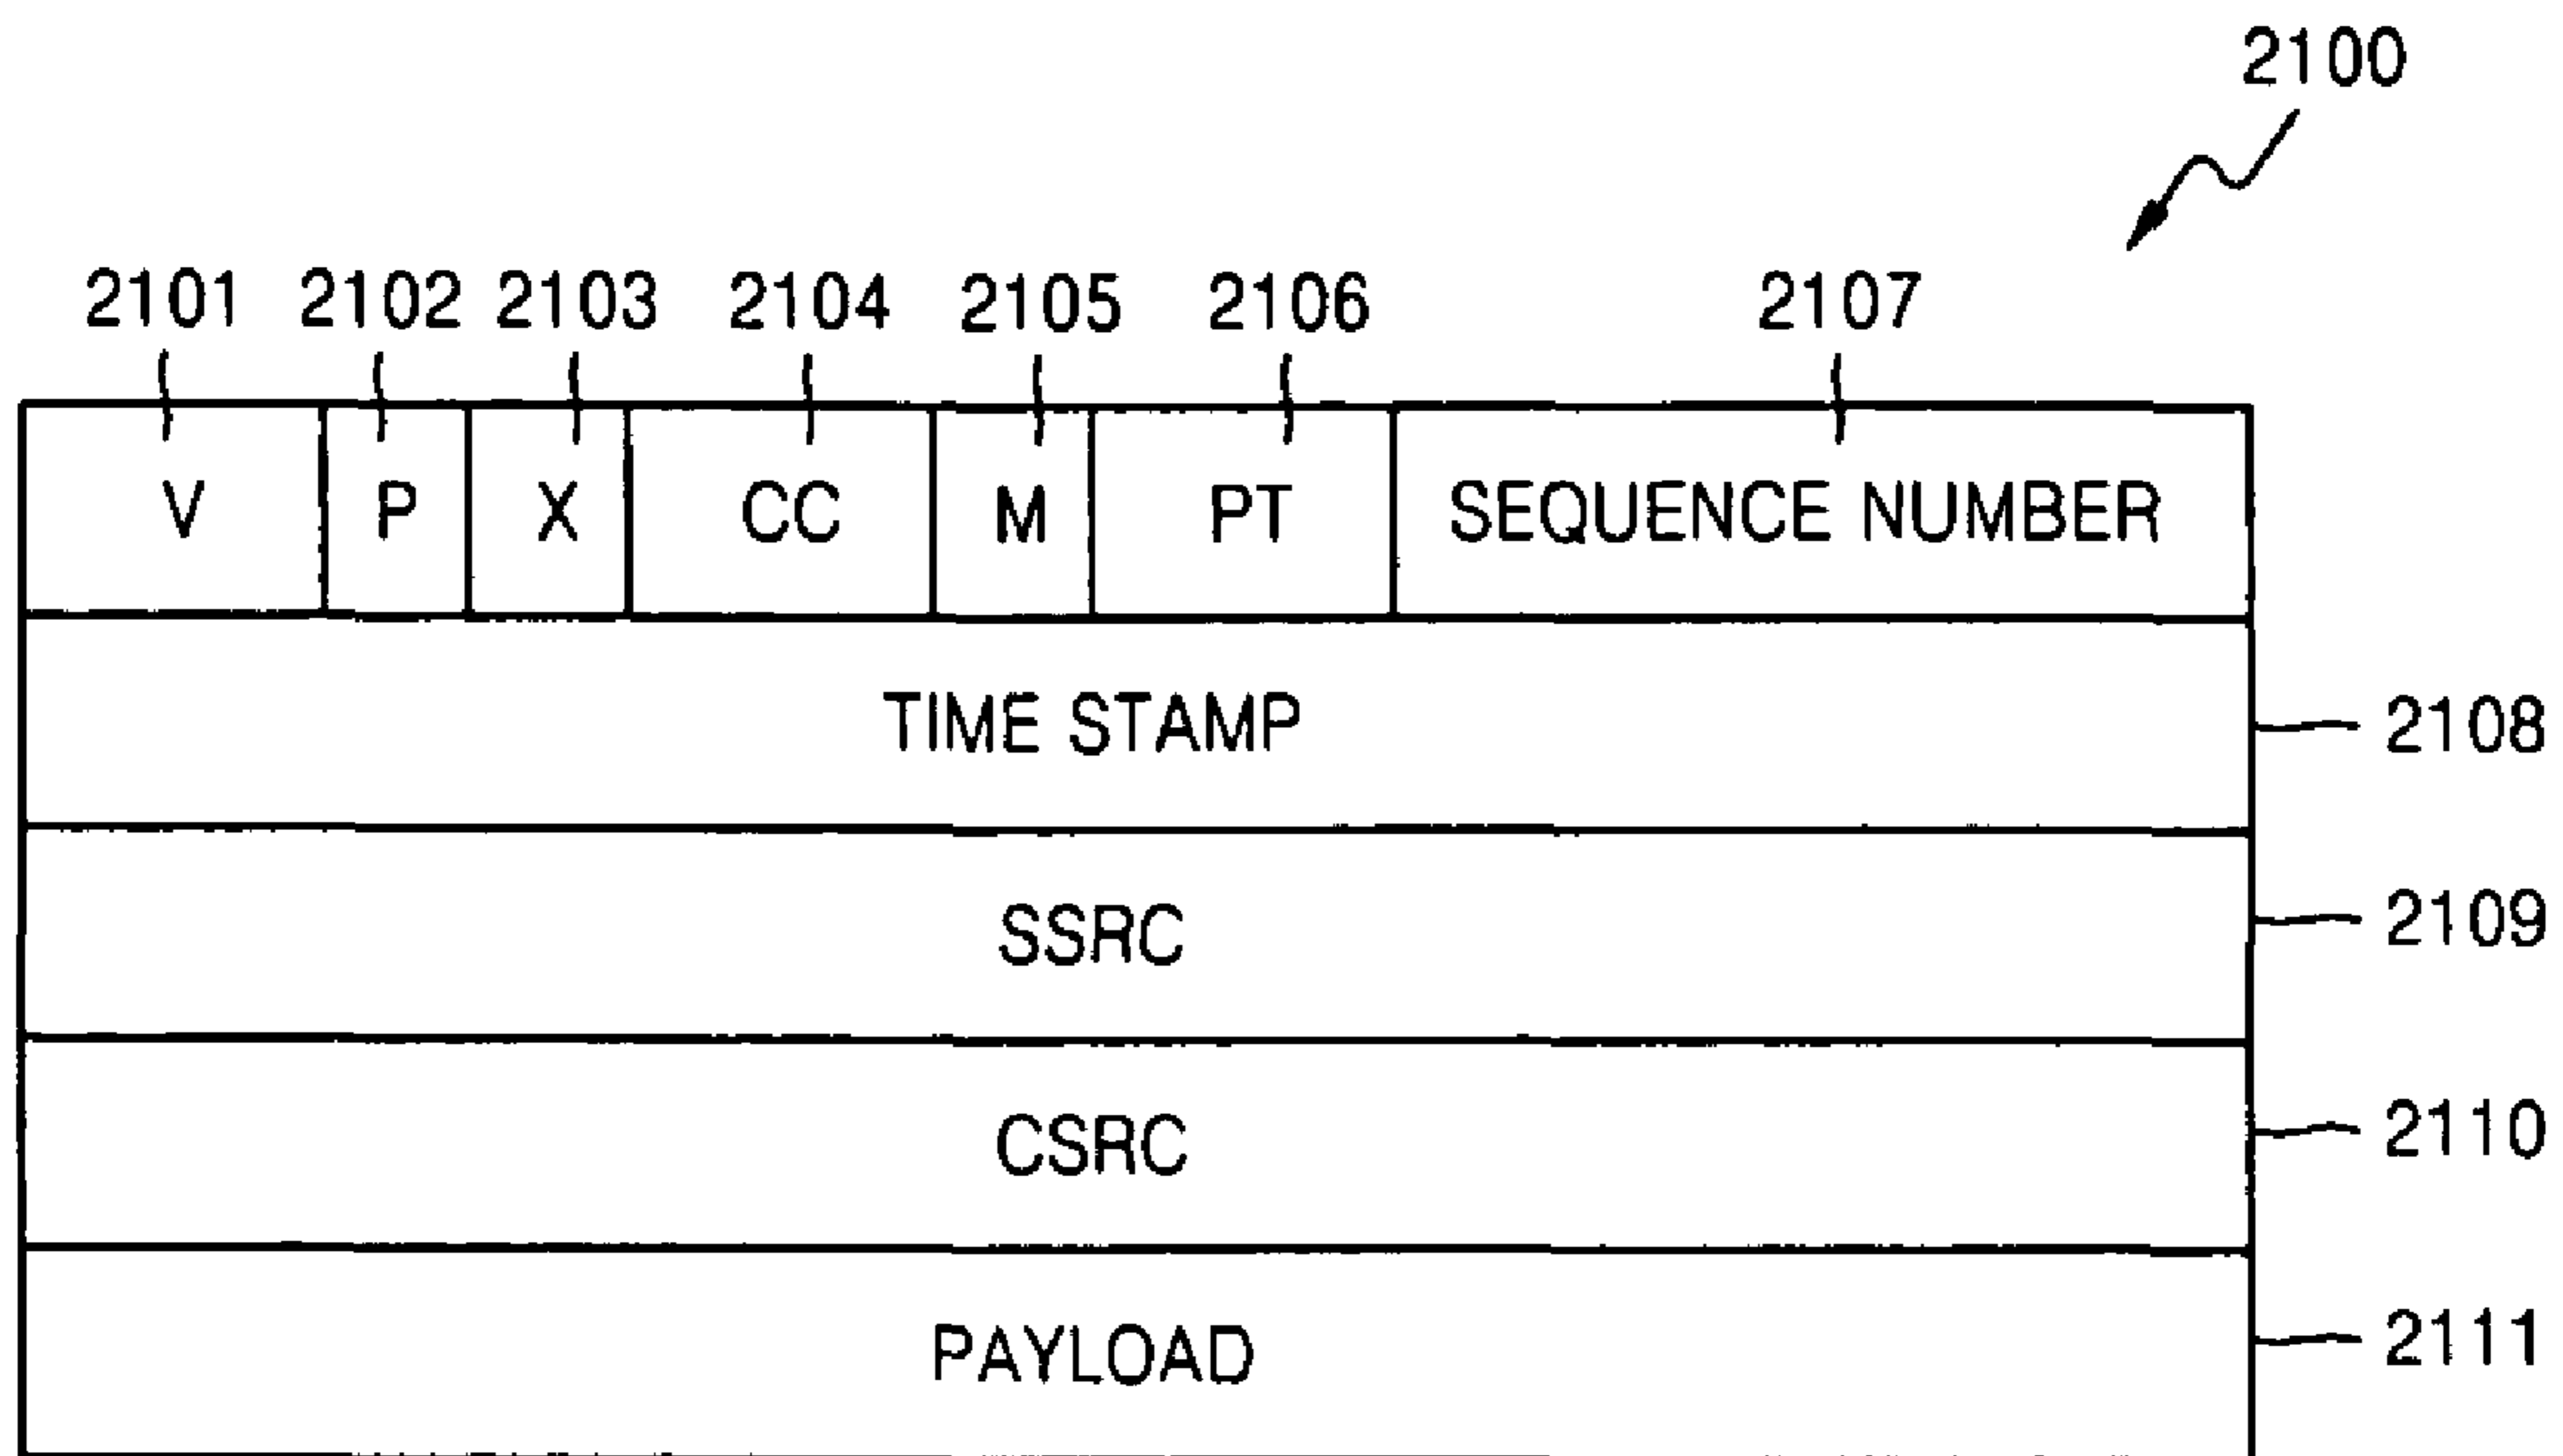 2100
2101 2102 2103 2104 2105 2106 2107
V P X CC M PT SEQUENCE NUMBER
TIME STAMP 2108
SSRC 2109
CSRC 2110
PAYLOAD 2111